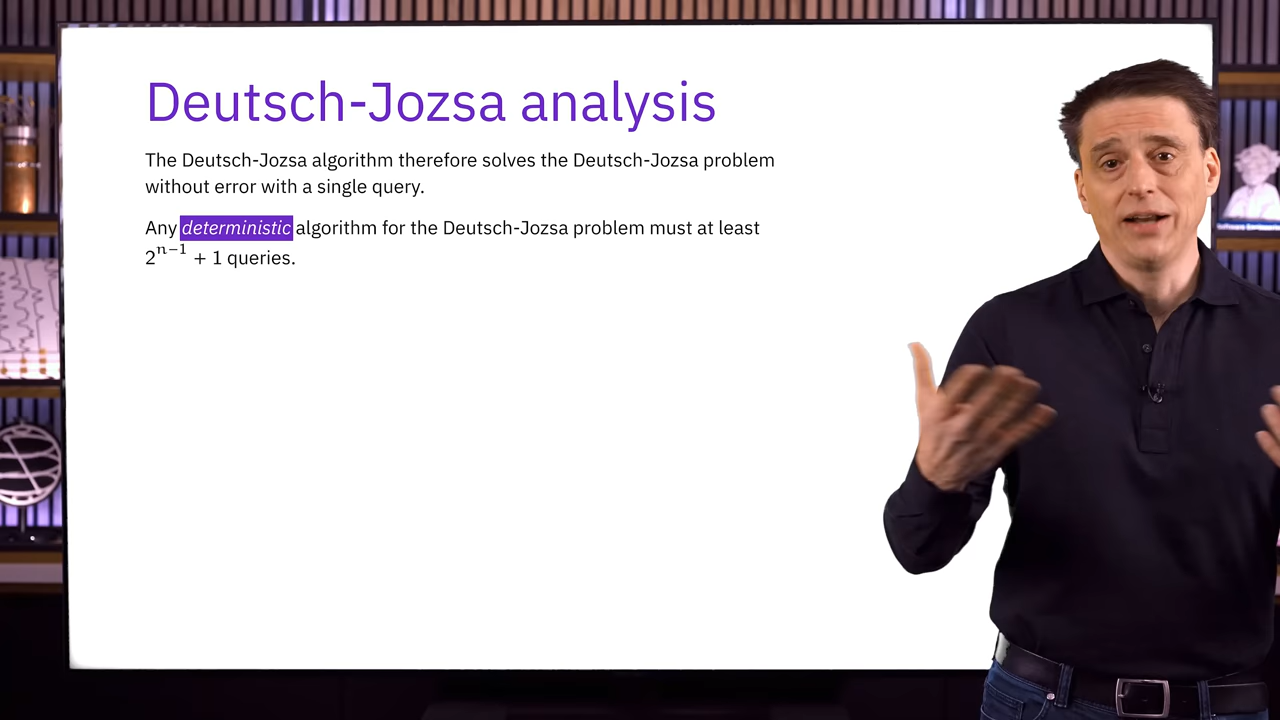 Deutsch-Jozsa analysis
The Deutsch-Jozsa algorithm therefore solves the Deutsch-Jozsa problem
without error with a single query.
Any deterministic algorithm for the Deutsch-Jozsa problem must at least
2^{n−1} + 1 queries.